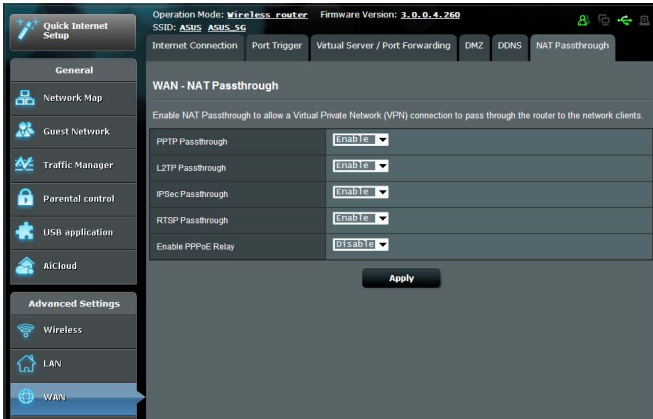 Quick Internet
Setup
Operation Mode: Wireless router Firmware Version: 3.0.0.4.260
SSID: ASUS ASUS_5G
Internet Connection Port Trigger Virtual Server / Port Forwarding DMZ DDNS NAT Passthrough
General
Network Map
Guest Network
Traffic Manager
Parental control
USB application
AiCloud
Advanced Settings
Wireless
LAN
WAN
WAN - NAT Passthrough
Enable NAT Passthrough to allow a Virtual Private Network (VPN) connection to pass through the router to the network clients.
PPTP Passthrough Enable
L2TP Passthrough Enable
IPSec Passthrough Enable
RTSP Passthrough Enable
Enable PPPoE Relay Disable
Apply